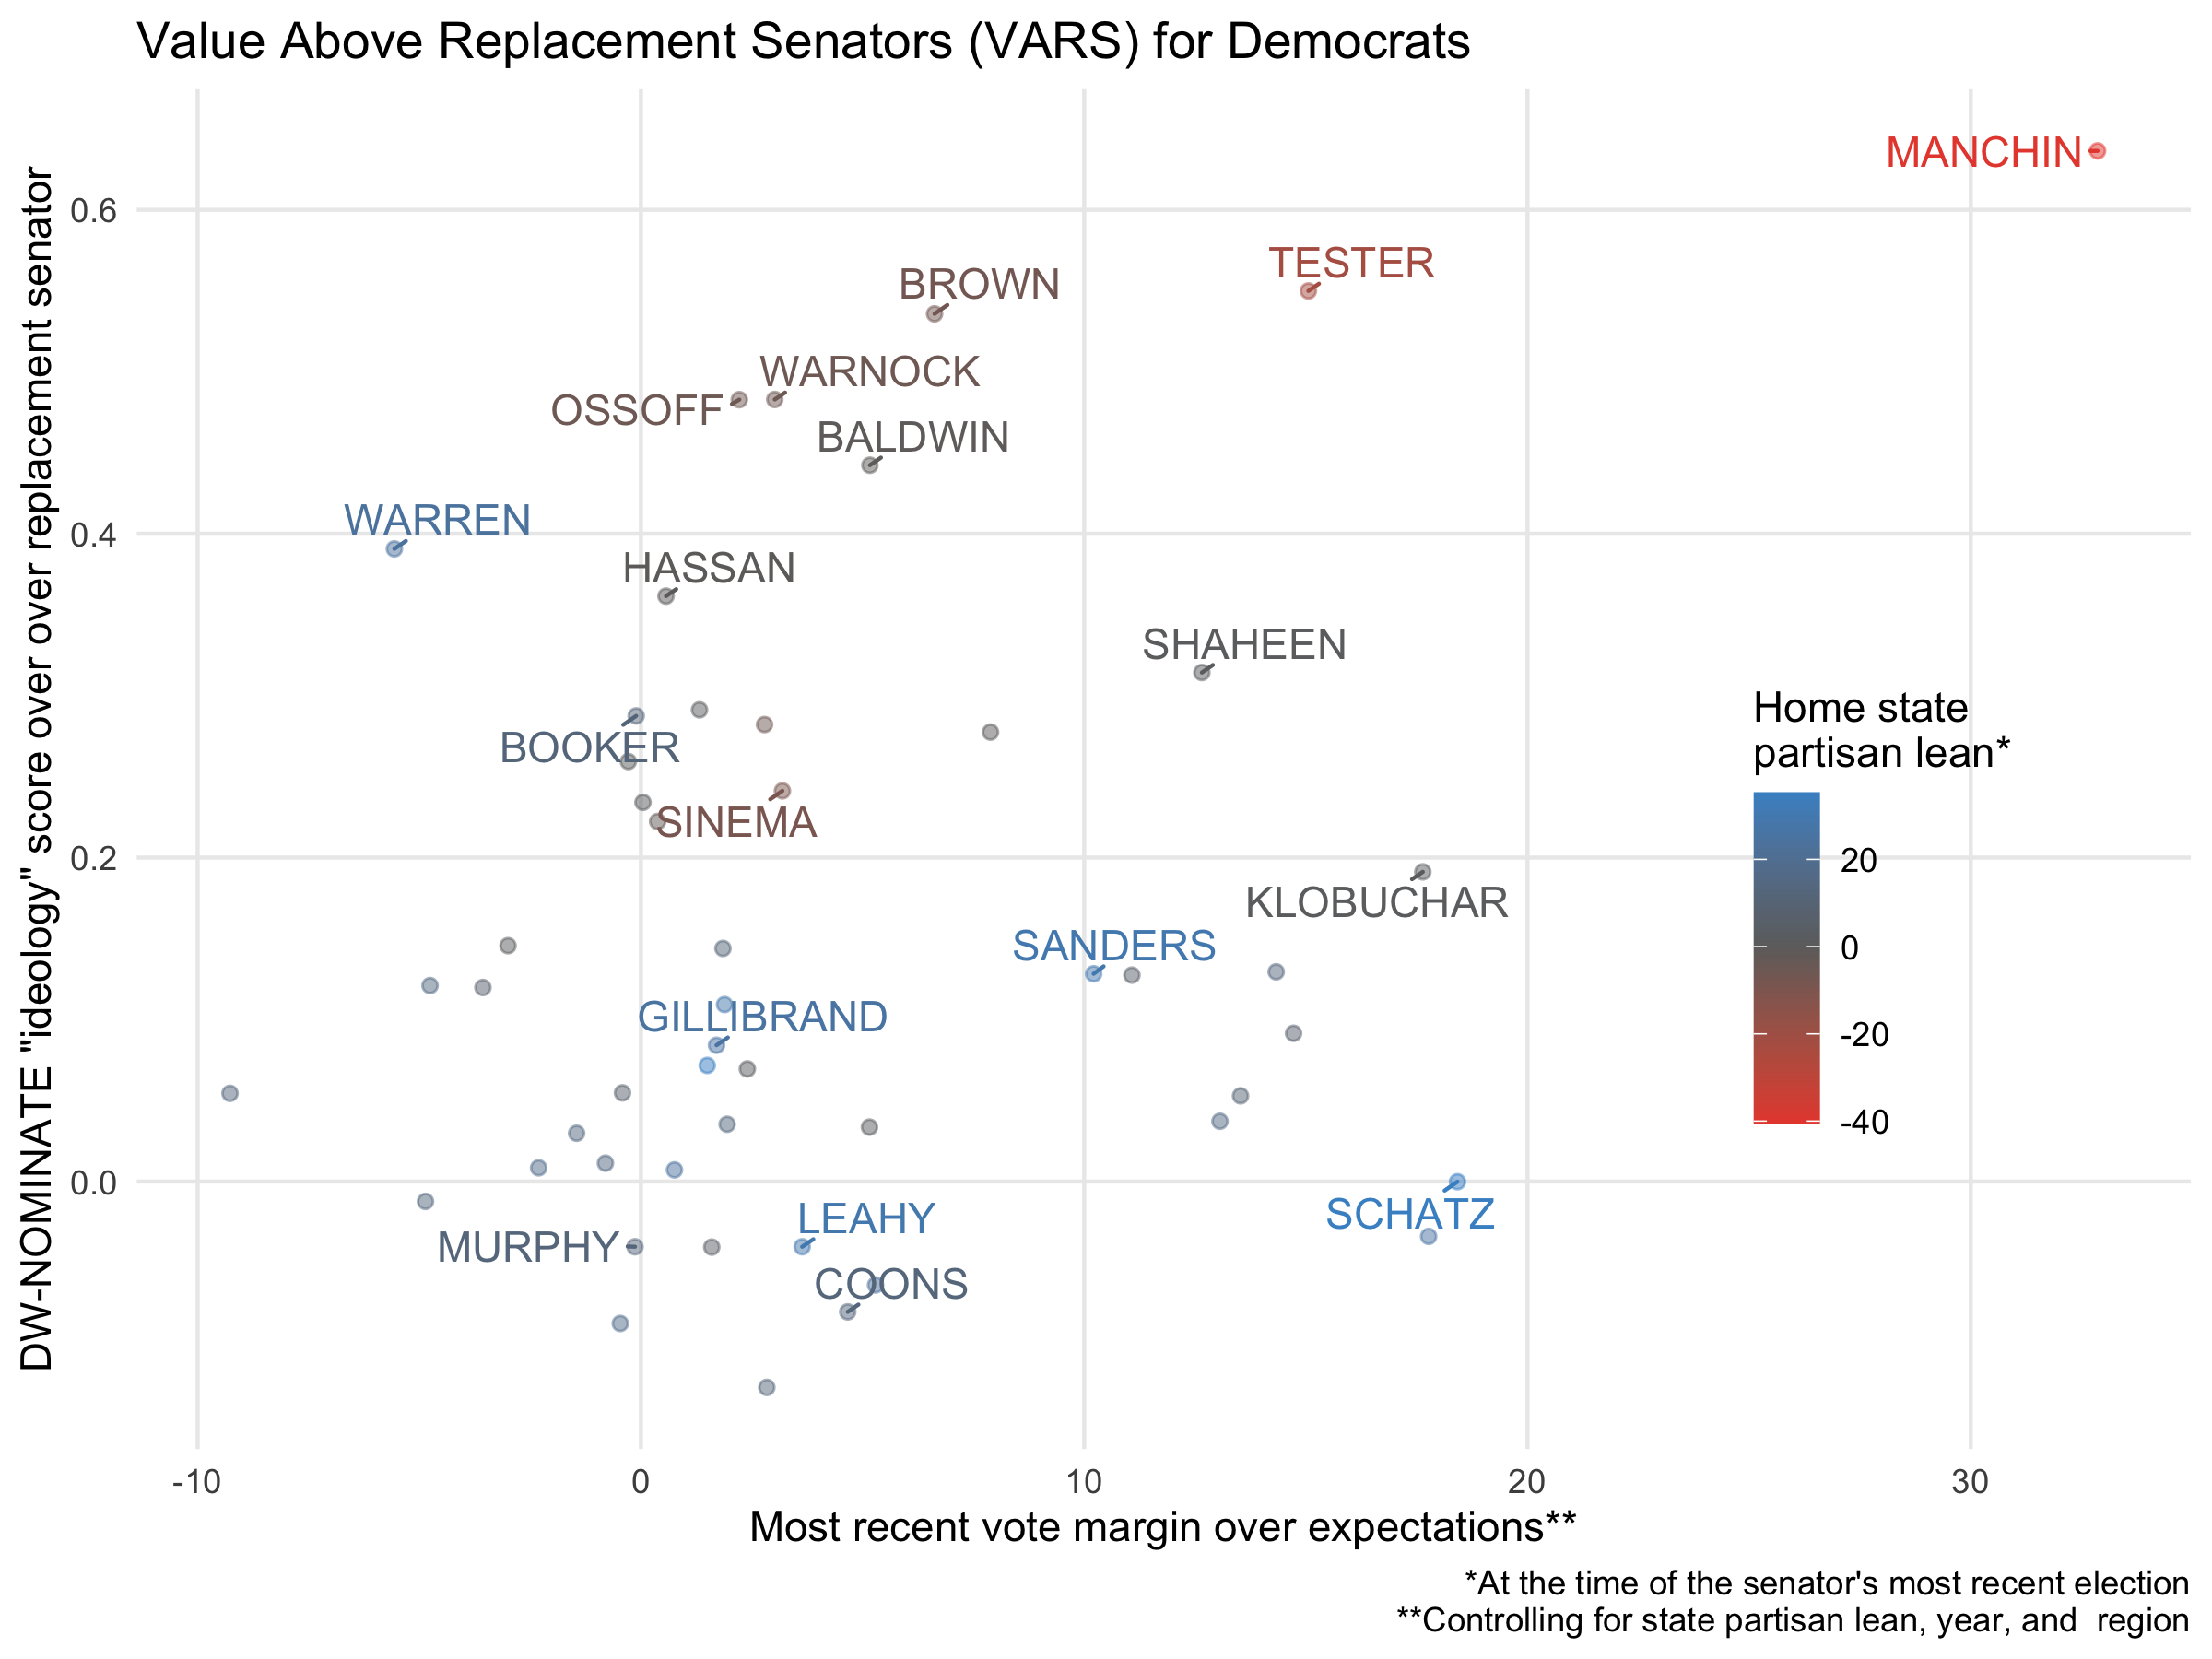 Value Above Replacement Senators (VARS) for Democrats
DW-NOMINATE "ideology" score over over replacement senator
0.6
0.4
0.2
0.0
MANCHIN
TESTER
BROWN
WARNOCK
OSSOFF
BALDWIN
WARREN
HASSAN
SHAHEEN
BOOKER
SINEMA
KLOBUCHAR
SANDERS
GILLIBRAND
LEAHY
SCHATZ
MURPHY
COONS
Home state
partisan lean*
20
0
-20
-40
-10
0
10
20
30
Most recent vote margin over expectations**
*At the time of the senator's most recent election
**Controlling for state partisan lean, year, and  region